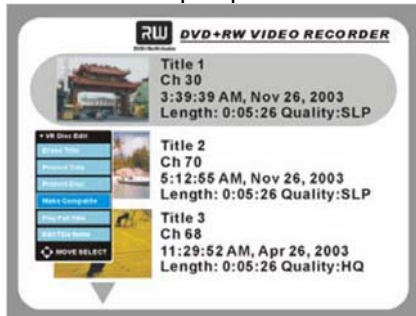 RW DVD+RW VIDEO RECORDER
Title 1
Ch 30
3:39:39 AM, Nov 26, 2003
Length: 0:05:26 Quality:SLP
VR Disc Edit
Erase Title
Protect Title
Protect Disc
Make Compatible
Play Full Title
Edit Title Name
MOVE SELECT
Title 2
Ch 70
5:12:55 AM, Nov 26, 2003
Length: 0:05:26 Quality:SLP
Title 3
Ch 68
11:29:52 AM, Apr 26, 2003
Length: 0:05:26 Quality:HQ